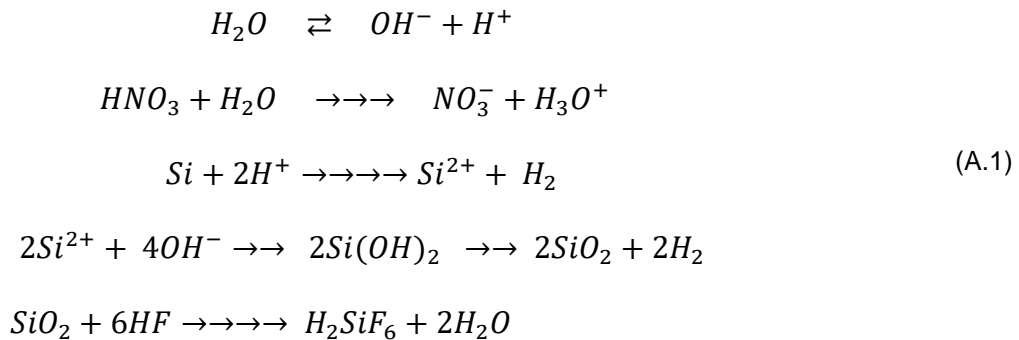 H₂O ⇄ OH⁻ + H⁺
HNO₃ + H₂O →→→ NO₃⁻ + H₃O⁺
Si + 2H⁺ →→→→ Si²⁺ + H₂ (A.1)
2Si²⁺ + 4OH⁻ →→ 2Si(OH)₂ →→ 2SiO₂ + 2H₂
SiO₂ + 6HF →→→→ H₂SiF₆ + 2H₂O